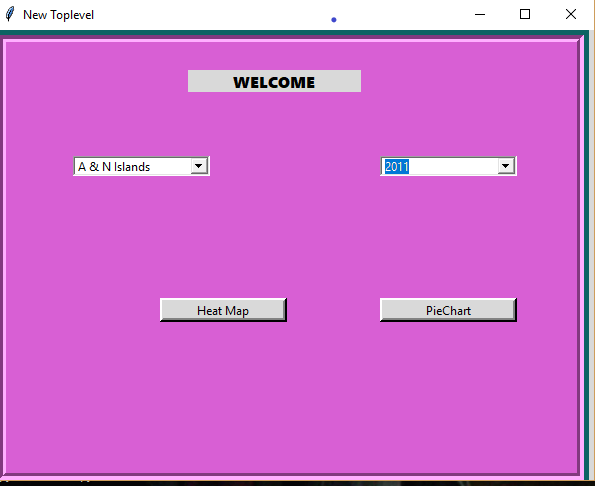 New Toplevel
WELCOME
A & N Islands
2011
Heat Map
PieChart